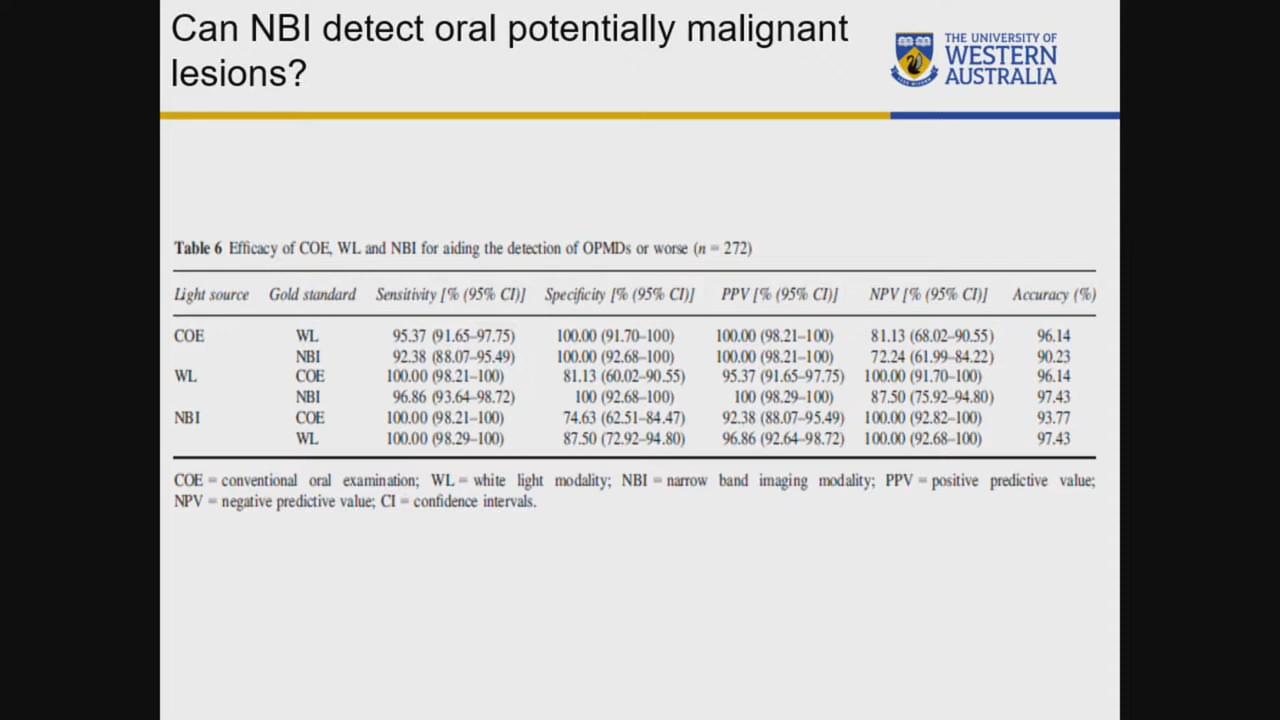 Can NBI detect oral potentially malignant
lesions?
THE UNIVERSITY OF
WESTERN
AUSTRALIA
Table 6 Efficacy of COE, WL and NBI for aiding the detection of OPMDs or worse (n = 272)
Light source Gold standard Sensitivity [% (95% CI)] Specificity [% (95% CI)] PPV [% (95% CI)] NPV [% (95% CI)] Accuracy (%)
COE WL 95.37 (91.65–97.75) 100.00 (91.70–100) 100.00 (98.21–100) 81.13 (68.02–90.55) 96.14
NBI 92.38 (88.07–95.49) 100.00 (92.68–100) 100.00 (98.21–100) 72.24 (61.99–84.22) 90.23
WL COE 100.00 (98.21–100) 81.13 (60.02–90.55) 95.37 (91.65–97.75) 100.00 (91.70–100) 96.14
NBI 96.86 (93.64–98.72) 100 (92.68–100) 100 (98.29–100) 87.50 (75.92–94.80) 97.43
NBI COE 100.00 (98.21–100) 74.63 (62.51–84.47) 92.38 (88.07–95.49) 100.00 (92.82–100) 93.77
WL 100.00 (98.29–100) 87.50 (72.92–94.80) 96.86 (92.64–98.72) 100.00 (92.68–100) 97.43
COE = conventional oral examination; WL = white light modality; NBI = narrow band imaging modality; PPV = positive predictive value;
NPV = negative predictive value; CI = confidence intervals.